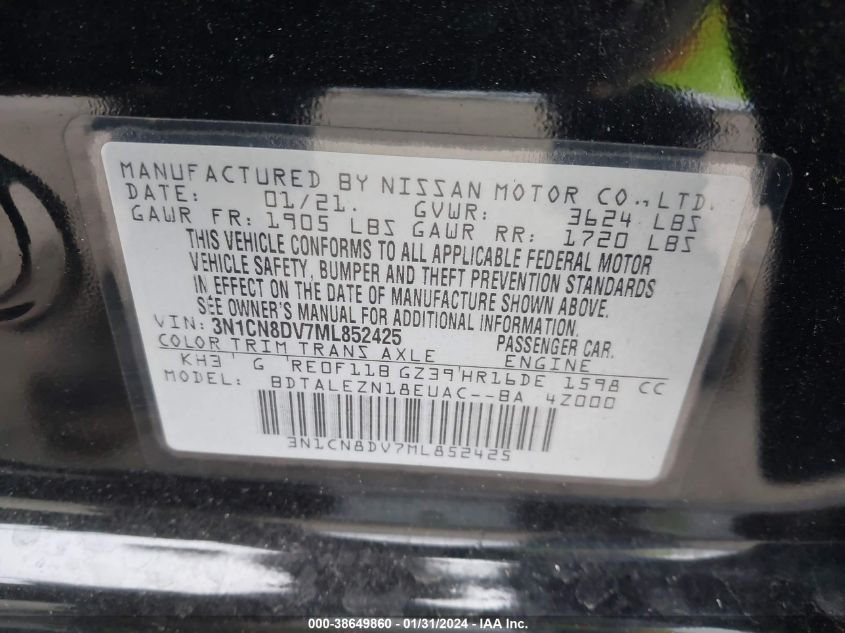 MANUFACTURED BY NISSAN MOTOR CO., LTD.
DATE: 01/21. GVWR: 3624 LBS
GAWR FR: 1905 LBS GAWR RR: 1720 LBS
THIS VEHICLE CONFORMS TO ALL APPLICABLE FEDERAL MOTOR
VEHICLE SAFETY, BUMPER AND THEFT PREVENTION STANDARDS
IN EFFECT ON THE DATE OF MANUFACTURE SHOWN ABOVE.
SEE OWNER'S MANUAL FOR ADDITIONAL INFORMATION.
VIN: 3N1CN8DV7ML852425 PASSENGER CAR.
COLOR TRIM TRANS AXLE ENGINE
KH3 G RE0F11B GZ39 HR16DE 1598 CC
MODEL: BDTALEZN18EUAC--BA 4Z000
3N1CN8DV7ML852425
000-38649860 - 01/31/2024 - IAA Inc.